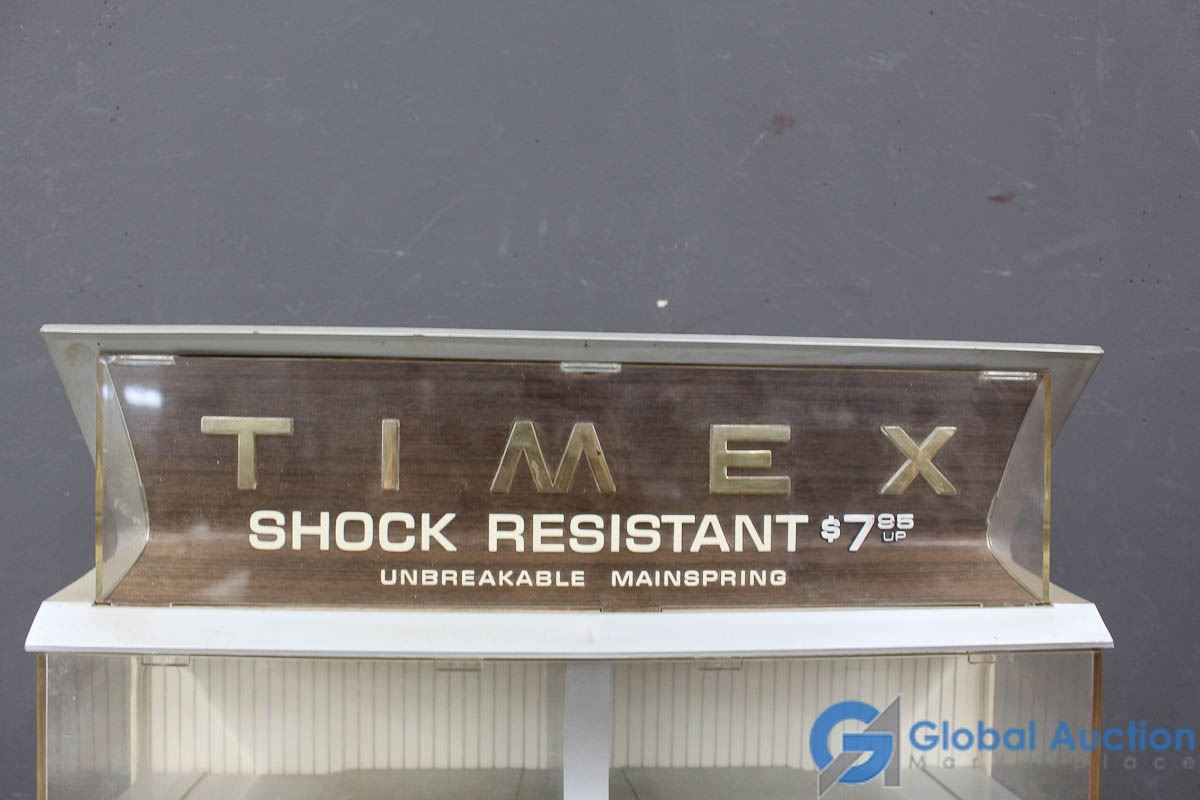 TIMEX
SHOCK RESISTANT $7.95 UP
UNBREAKABLE MAINSPRING
Global Auction
Marketplace